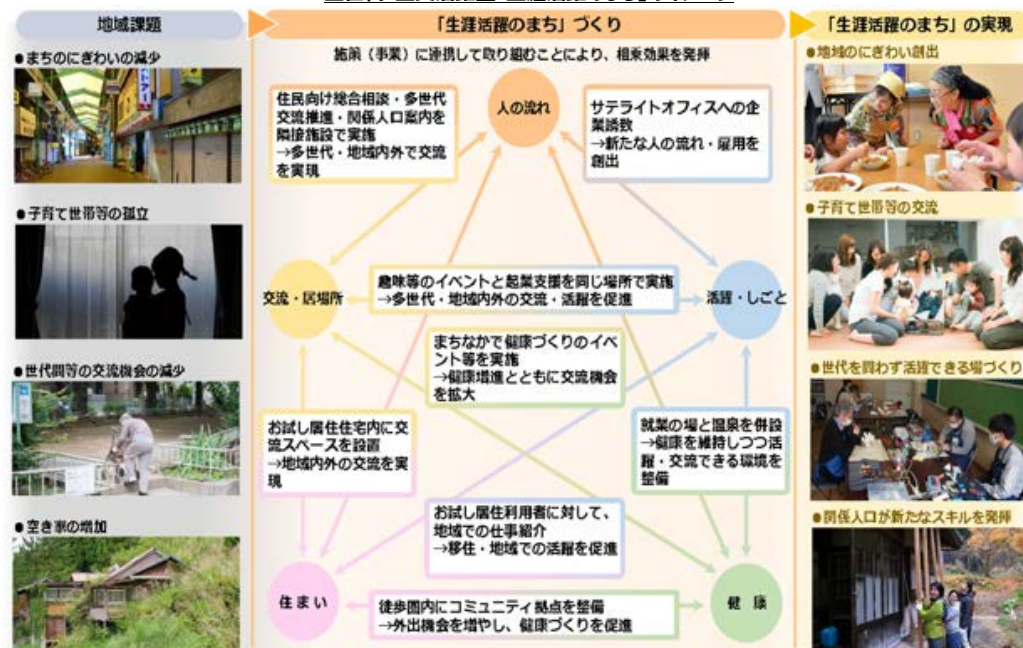 地域課題
「生涯活躍のまち」づくり
「生涯活躍のまち」の実現
施策（事業）に連携して取り組むことにより、相乗効果を発揮
●まちのにぎわいの減少
●子育て世帯等の孤立
●世代間等の交流機会の減少
●空き家の増加
住民向け総合相談・多世代
交流推進・関係人口案内を
隣接施設で実施
→多世代・地域内外で交流
を実現
人の流れ
サテライトオフィスへの企
業誘致
→新たな人の流れ・雇用を
創出
交流・居場所
趣味等のイベントと起業支援を同じ場所で実施
→多世代・地域内外の交流・活躍を促進
活躍・しごと
まちなかで健康づくりのイベ
ント等を実施
→健康増進とともに交流機会
を拡大
お試し居住住宅内に交
流スペースを設置
→地域内外の交流を実
現
就業の場と温泉を併設
→健康を維持しつつ活
躍・交流できる環境を
整備
お試し居住利用者に対して、
地域での仕事紹介
→移住・地域での活躍を促進
住まい
徒歩圏内にコミュニティ拠点を整備
→外出機会を増やし、健康づくりを促進
健康
●地域のにぎわい創出
●子育て世帯等の交流
●世代を問わず活躍できる場づくり
●関係人口が新たなスキルを発揮